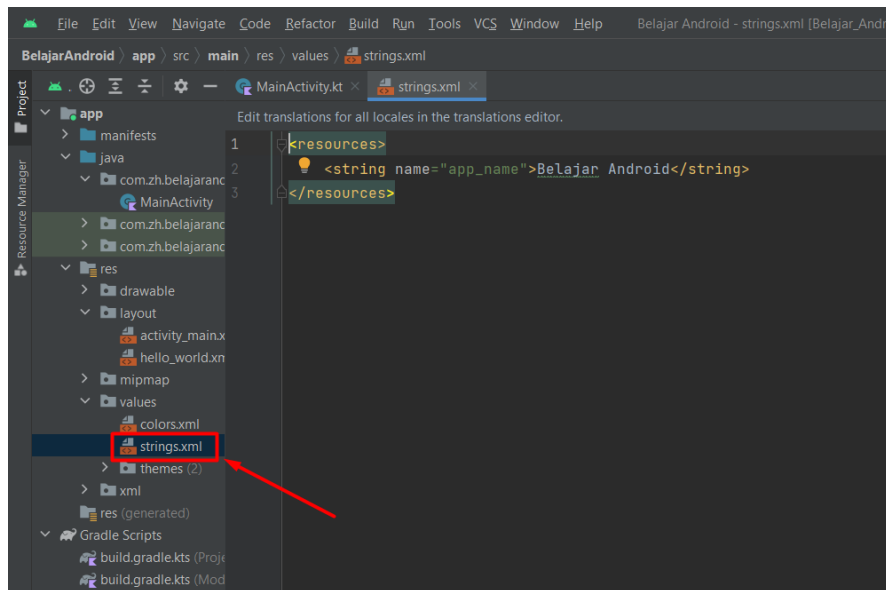 File Edit View Navigate Code Refactor Build Run Tools VCS Window Help Belajar Android - strings.xml [Belajar_Andr
BelajarAndroid app src main res values strings.xml
Project
Resource Manager
MainActivity.kt strings.xml
app
manifests
java
com.zh.belajaranc
MainActivity
com.zh.belajaranc
com.zh.belajaranc
res
drawable
layout
activity_main.x
hello_world.xm
mipmap
values
colors.xml
strings.xml
themes (2)
xml
res (generated)
Gradle Scripts
build.gradle.kts (Proje
build.gradle.kts (Mod
Edit translations for all locales in the translations editor.
1 <resources>
2 <string name="app_name">Belajar Android</string>
3 </resources>